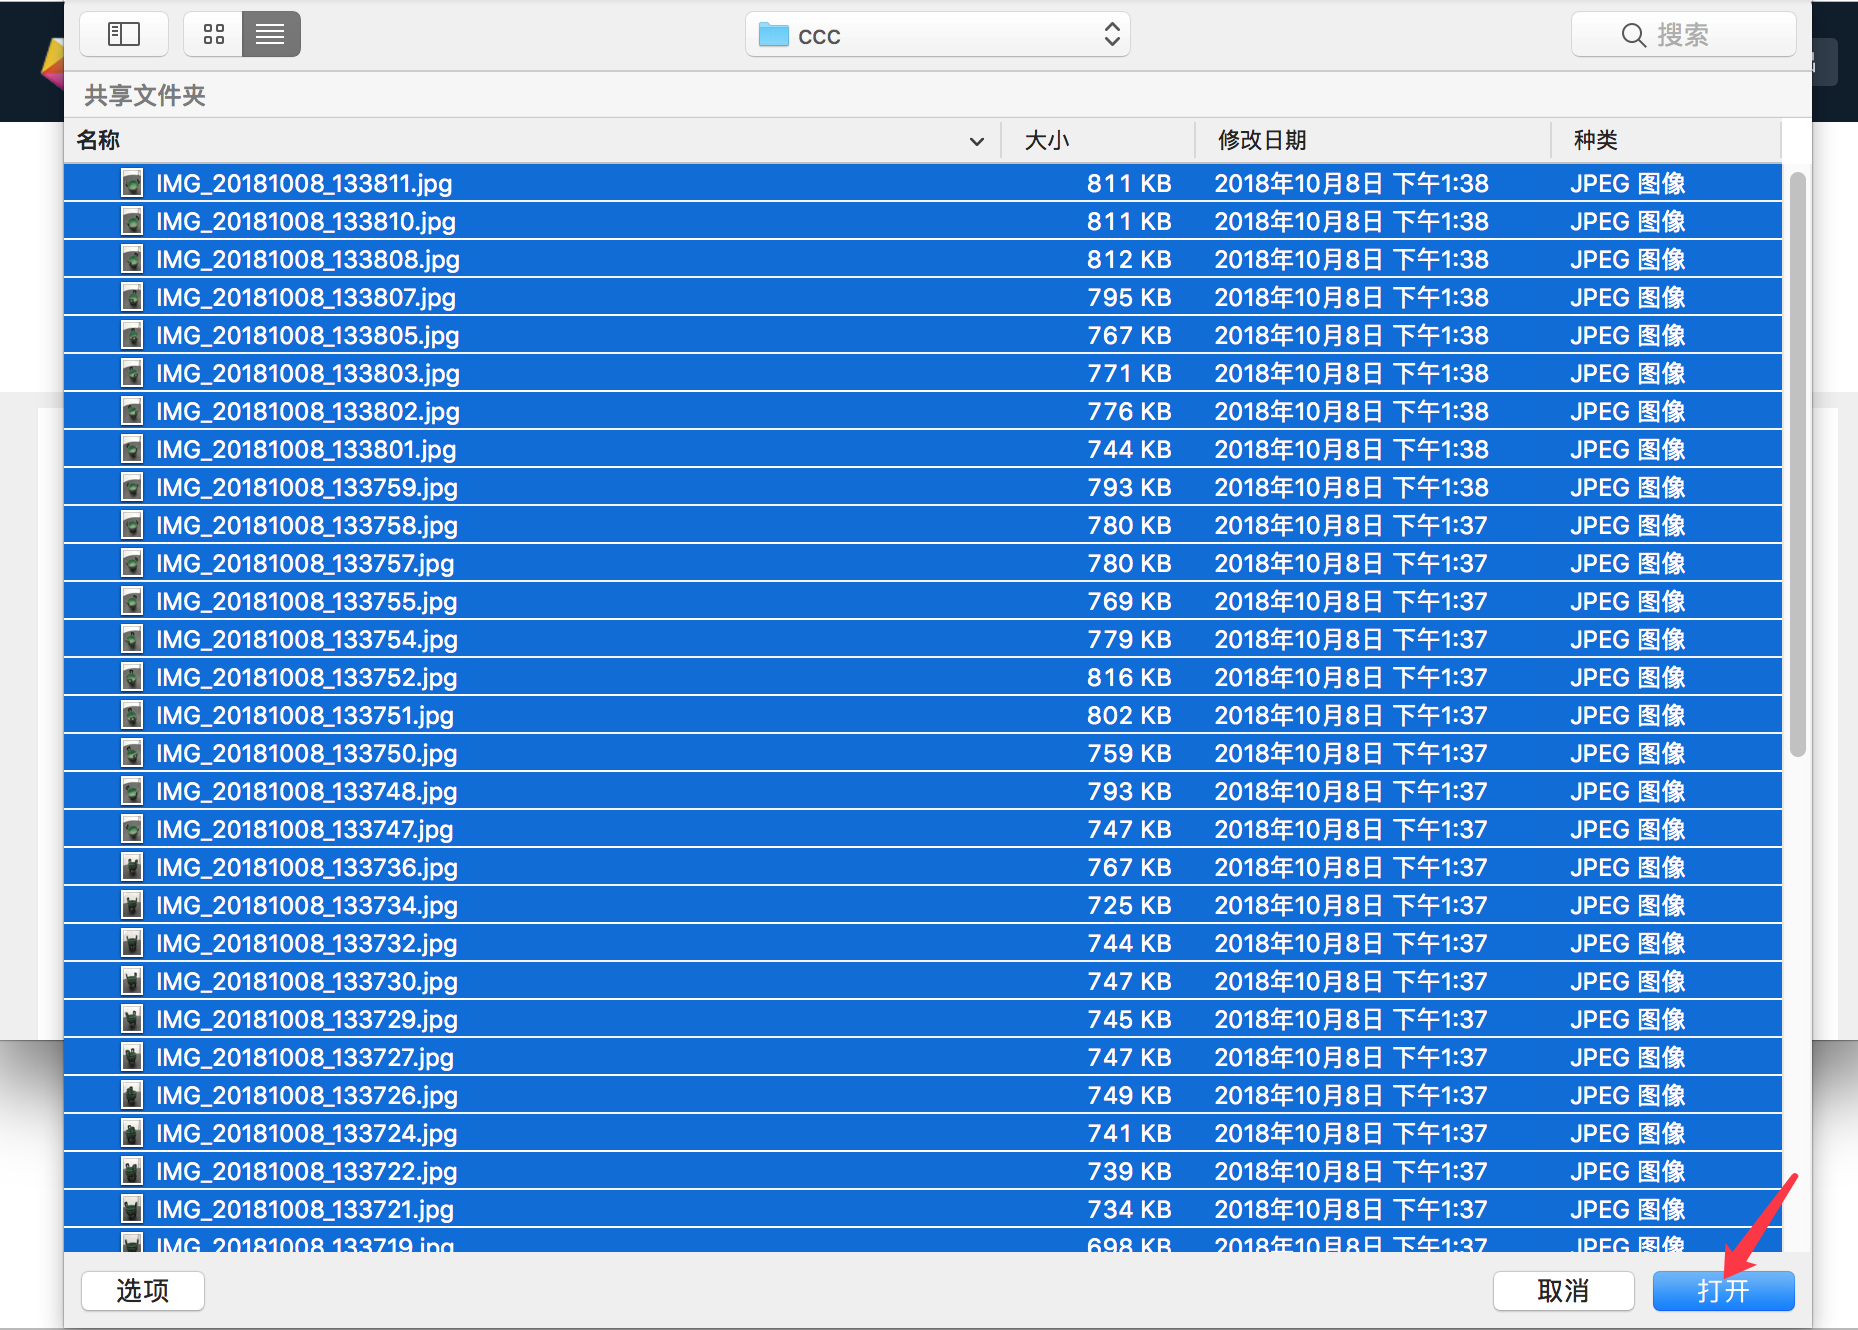 ccc
搜索
共享文件夹
名称 大小 修改日期 种类
IMG_20181008_133811.jpg 811 KB 2018年10月8日 下午1:38 JPEG 图像
IMG_20181008_133810.jpg 811 KB 2018年10月8日 下午1:38 JPEG 图像
IMG_20181008_133808.jpg 812 KB 2018年10月8日 下午1:38 JPEG 图像
IMG_20181008_133807.jpg 795 KB 2018年10月8日 下午1:38 JPEG 图像
IMG_20181008_133805.jpg 767 KB 2018年10月8日 下午1:38 JPEG 图像
IMG_20181008_133803.jpg 771 KB 2018年10月8日 下午1:38 JPEG 图像
IMG_20181008_133802.jpg 776 KB 2018年10月8日 下午1:38 JPEG 图像
IMG_20181008_133801.jpg 744 KB 2018年10月8日 下午1:38 JPEG 图像
IMG_20181008_133759.jpg 793 KB 2018年10月8日 下午1:38 JPEG 图像
IMG_20181008_133758.jpg 780 KB 2018年10月8日 下午1:37 JPEG 图像
IMG_20181008_133757.jpg 780 KB 2018年10月8日 下午1:37 JPEG 图像
IMG_20181008_133755.jpg 769 KB 2018年10月8日 下午1:37 JPEG 图像
IMG_20181008_133754.jpg 779 KB 2018年10月8日 下午1:37 JPEG 图像
IMG_20181008_133752.jpg 816 KB 2018年10月8日 下午1:37 JPEG 图像
IMG_20181008_133751.jpg 802 KB 2018年10月8日 下午1:37 JPEG 图像
IMG_20181008_133750.jpg 759 KB 2018年10月8日 下午1:37 JPEG 图像
IMG_20181008_133748.jpg 793 KB 2018年10月8日 下午1:37 JPEG 图像
IMG_20181008_133747.jpg 747 KB 2018年10月8日 下午1:37 JPEG 图像
IMG_20181008_133736.jpg 767 KB 2018年10月8日 下午1:37 JPEG 图像
IMG_20181008_133734.jpg 725 KB 2018年10月8日 下午1:37 JPEG 图像
IMG_20181008_133732.jpg 744 KB 2018年10月8日 下午1:37 JPEG 图像
IMG_20181008_133730.jpg 747 KB 2018年10月8日 下午1:37 JPEG 图像
IMG_20181008_133729.jpg 745 KB 2018年10月8日 下午1:37 JPEG 图像
IMG_20181008_133727.jpg 747 KB 2018年10月8日 下午1:37 JPEG 图像
IMG_20181008_133726.jpg 749 KB 2018年10月8日 下午1:37 JPEG 图像
IMG_20181008_133724.jpg 741 KB 2018年10月8日 下午1:37 JPEG 图像
IMG_20181008_133722.jpg 739 KB 2018年10月8日 下午1:37 JPEG 图像
IMG_20181008_133721.jpg 734 KB 2018年10月8日 下午1:37 JPEG 图像
IMG_20181008_133719.jpg 698 KB 2018年10月8日 下午1:37 JPEG 图像
选项 取消 打开